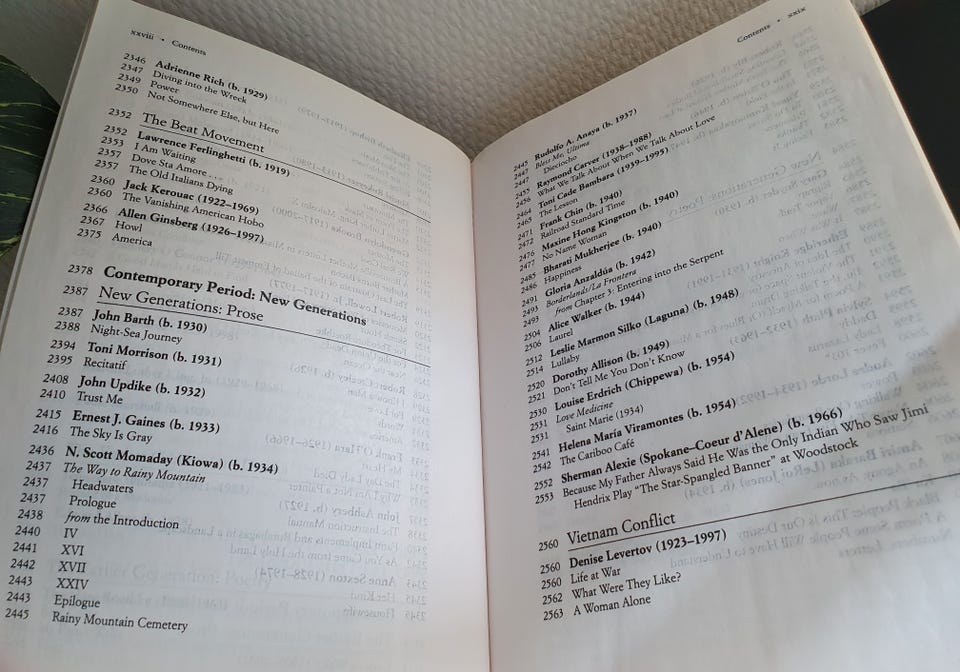 xxviii • Contents
2346 Adrienne Rich (b. 1929)
2347 Diving into the Wreck
2349 Power
2350 Not Somewhere Else, but Here
2352 The Beat Movement
2352 Lawrence Ferlinghetti (b. 1919)
2353 I Am Waiting
2357 Dove Sta Amore . . .
2357 The Old Italians Dying
2360 Jack Kerouac (1922–1969)
2360 The Vanishing American Hobo
2366 Allen Ginsberg (1926–1997)
2367 Howl
2375 America
2378 Contemporary Period: New Generations
2387 New Generations: Prose
2387 John Barth (b. 1930)
2388 Night-Sea Journey
2394 Toni Morrison (b. 1931)
2395 Recitatif
2408 John Updike (b. 1932)
2410 Trust Me
2415 Ernest J. Gaines (b. 1933)
2416 The Sky Is Gray
2436 N. Scott Momaday (Kiowa) (b. 1934)
2437 The Way to Rainy Mountain
2437 Headwaters
2437 Prologue
2438 from the Introduction
2440 IV
2441 XVI
2442 XVII
2443 XXIV
2443 Epilogue
2445 Rainy Mountain Cemetery
Contents • xxix
2445 Rudolfo A. Anaya (b. 1937)
2447 Bless Me, Ultima
2447 Dieciocho
2455 Raymond Carver (1938–1988)
2456 What We Talk About When We Talk About Love
2464 Toni Cade Bambara (1939–1995)
2465 The Lesson
2471 Frank Chin (b. 1940)
2472 Railroad Standard Time
2476 Maxine Hong Kingston (b. 1940)
2477 No Name Woman
2485 Bharati Mukherjee (b. 1940)
2486 Happiness
2491 Gloria Anzaldúa (b. 1942)
2493 Borderlands/La Frontera
2493 from Chapter 3: Entering into the Serpent
2504 Alice Walker (b. 1944)
2506 Laurel
2512 Leslie Marmon Silko (Laguna) (b. 1948)
2514 Lullaby
2520 Dorothy Allison (b. 1949)
2521 Don't Tell Me You Don't Know
2530 Louise Erdrich (Chippewa) (b. 1954)
2531 Love Medicine
2531 Saint Marie (1934)
2541 Helena María Viramontes (b. 1954)
2542 The Cariboo Café
2552 Sherman Alexie (Spokane–Coeur d'Alene) (b. 1966)
2553 Because My Father Always Said He Was the Only Indian Who Saw Jimi
Hendrix Play "The Star-Spangled Banner" at Woodstock
2560 Vietnam Conflict
2560 Denise Levertov (1923–1997)
2560 Life at War
2562 What Were They Like?
2563 A Woman Alone